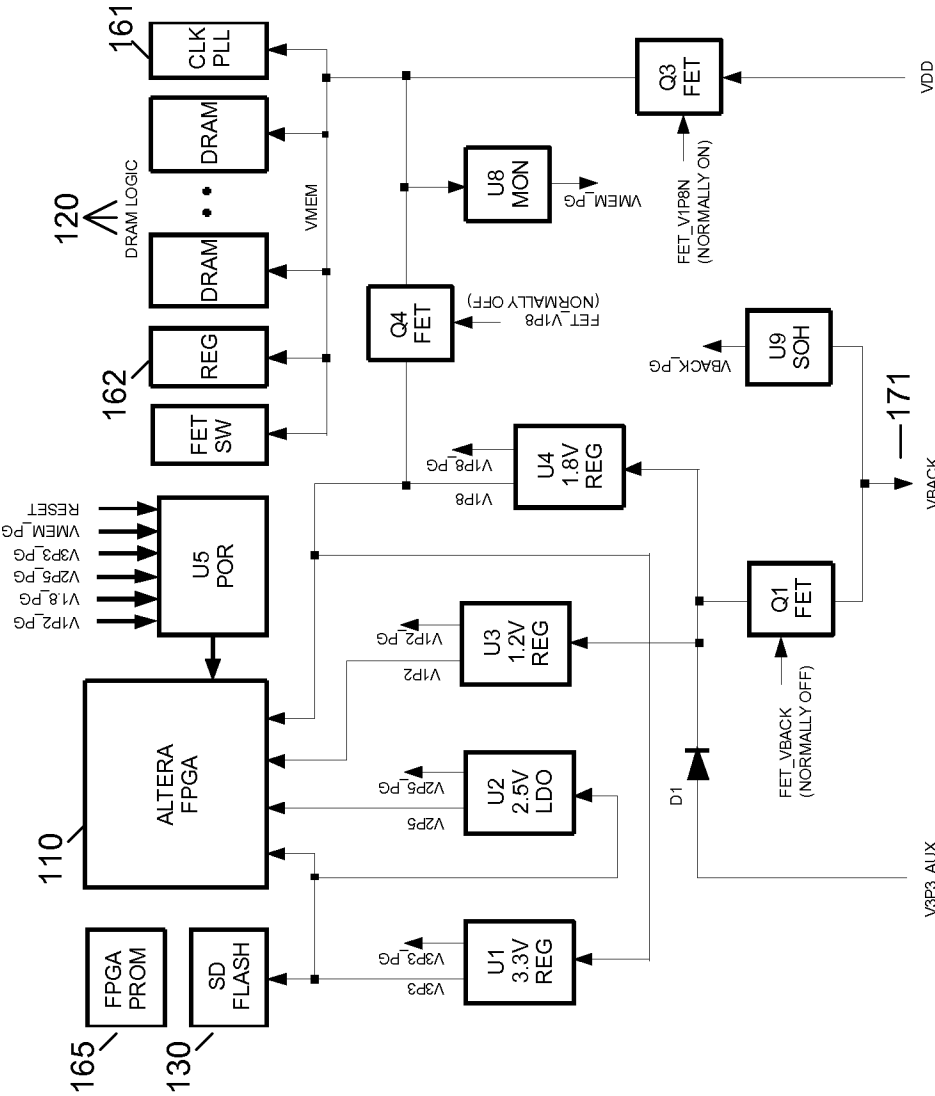 161
CLK
PLL
DRAM
120
DRAM LOGIC
DRAM
162
REG
FET
SW
VMEM
Q3
FET
VDD
FET_V1P8N
(NORMALLY ON)
U8
MON
VMEM_PG
Q4
FET
FET_V1P8
(NORMALLY OFF)
U9
SOH
VBACK_PG
171
VBACK
RESET
VMEM_PG
V3P3_PG
V2P5_PG
V1.8_PG
V1P2_PG
U5
POR
U4
1.8V
REG
V1P8_PG
V1P8
Q1
FET
FET_VBACK
(NORMALLY OFF)
110
ALTERA
FPGA
U3
1.2V
REG
V1P2_PG
V1P2
U2
2.5V
LDO
V2P5_PG
V2P5
D1
V3P3_AUX
165
FPGA
PROM
130
SD
FLASH
U1
3.3V
REG
V3P3_PG
V3P3